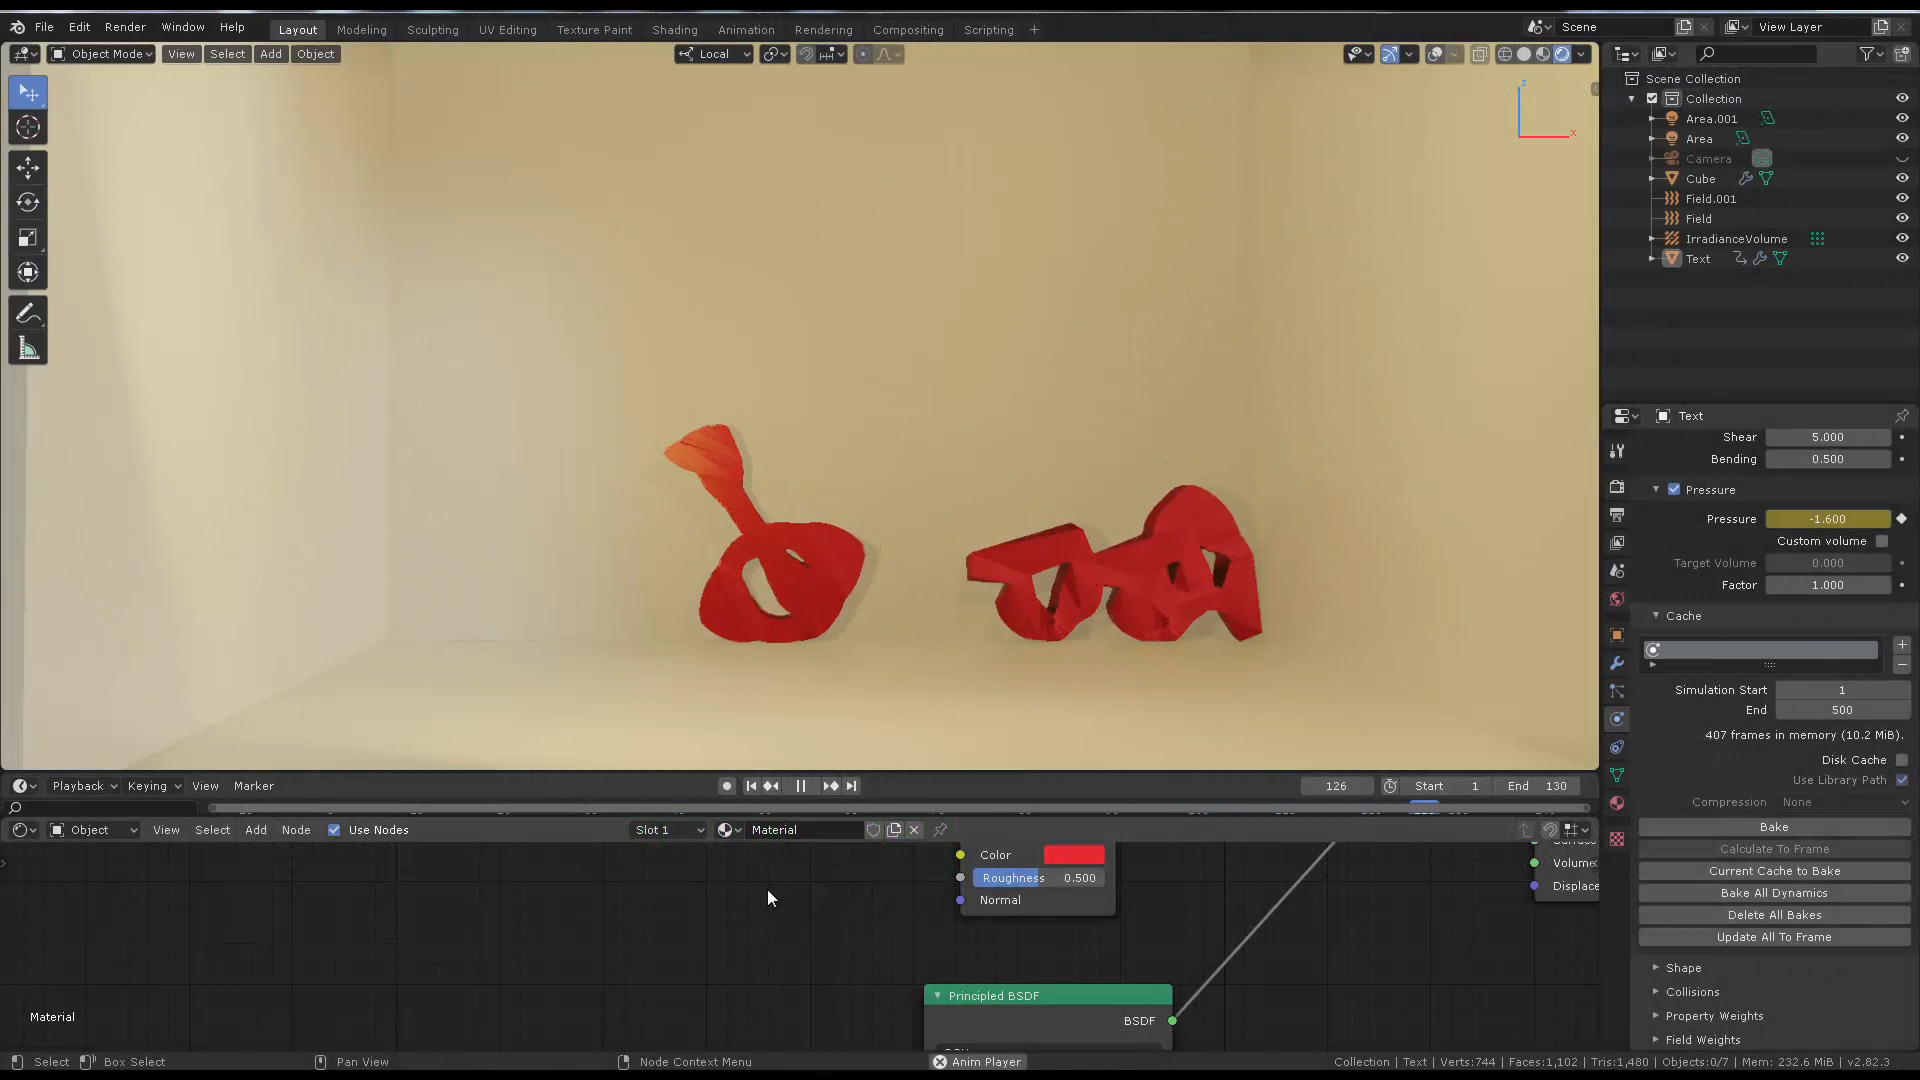 File Edit Render Window Help Layout Modeling Sculpting UV Editing Texture Paint Shading Animation Rendering Compositing Scripting + Scene View Layer
Object Mode View Select Add Object Local
Scene Collection
Collection
Area.001
Area
Camera
Cube
Field.001
Field
IrradianceVolume
Text
z
x
Text
Shear 5.000
Bending 0.500
Pressure
Pressure -1.600
Custom volume
Target Volume 0.000
Factor 1.000
Cache
Simulation Start 1
End 500
407 frames in memory (10.2 MiB).
Disk Cache
Use Library Path
Compression None
Bake
Calculate To Frame
Current Cache to Bake
Bake All Dynamics
Delete All Bakes
Update All To Frame
Shape
Collisions
Property Weights
Field Weights
Playback Keying View Marker 126 Start 1 End 130
Object View Select Add Node Use Nodes Slot 1 Material
Color
Roughness 0.500
Normal
Volume
Displace
Principled BSDF
BSDF
Material
Select Box Select Pan View Node Context Menu Anim Player Collection | Text | Verts:744 | Faces:1,102 | Tris:1,480 | Objects:0/7 | Mem: 232.6 MiB | v2.82.3